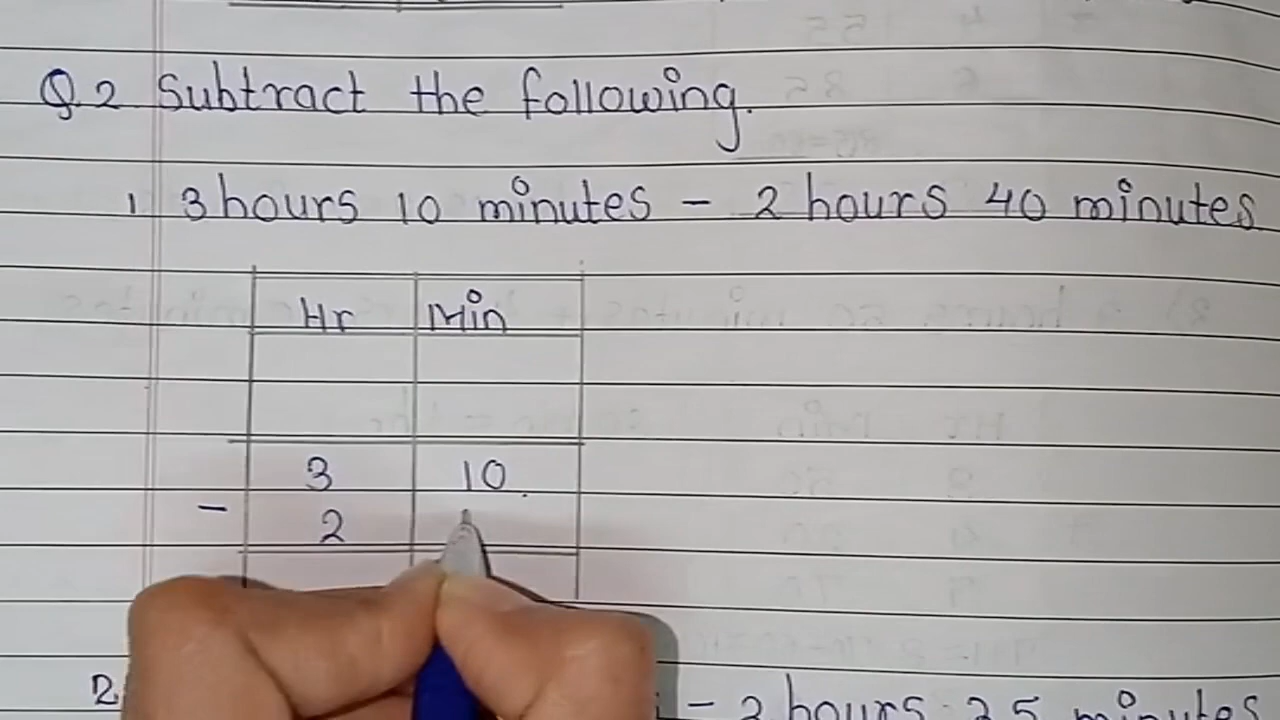 Q.2 Subtract the following.
1 3 hours 10 minutes - 2 hours 40 minutes
Hr Min
3 10
- 2
2 - 2 hours 25 minutes